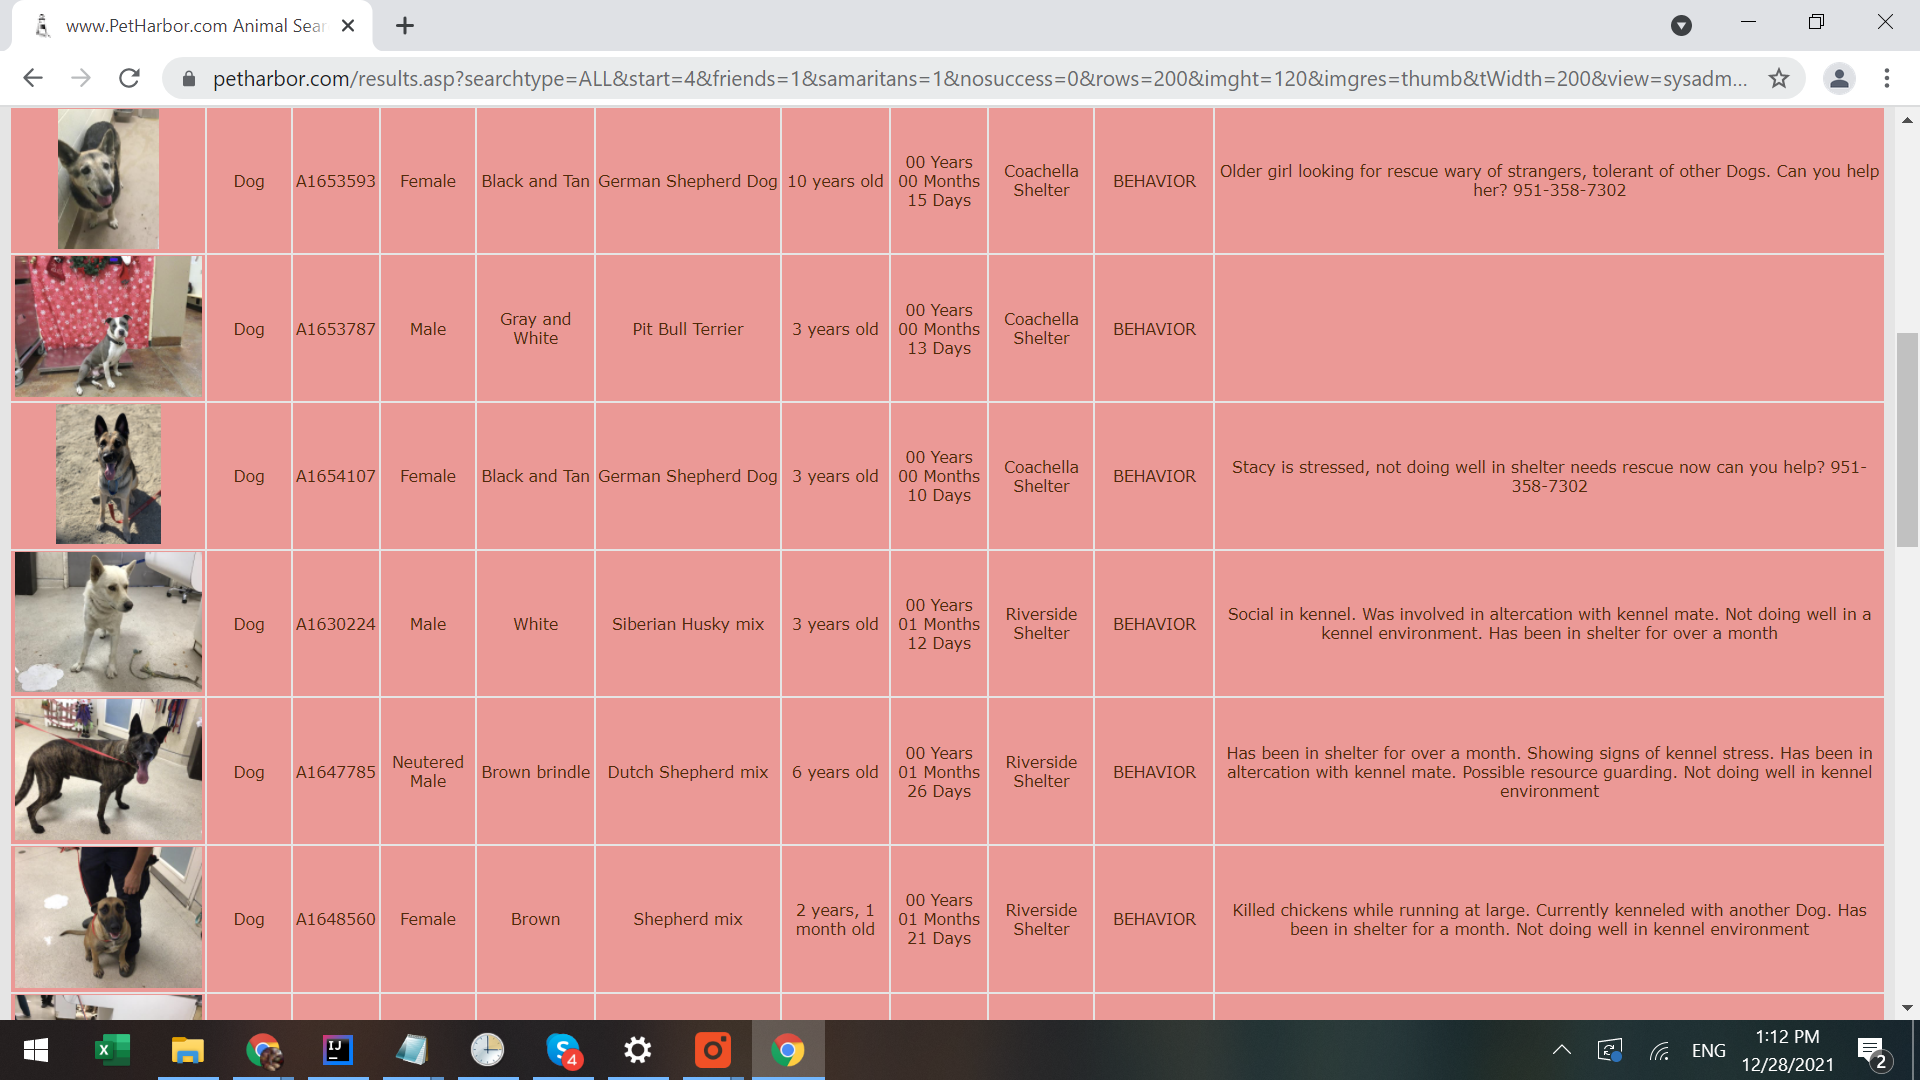 www.PetHarbor.com Animal Sear
petharbor.com/results.asp?searchtype=ALL&start=4&friends=1&samaritans=1&nosuccess=0&rows=200&imght=120&imgres=thumb&tWidth=200&view=sysadm...
Dog
A1653593
Female
Black and Tan
German Shepherd Dog
10 years old
00 Years
00 Months
15 Days
Coachella
Shelter
BEHAVIOR
Older girl looking for rescue wary of strangers, tolerant of other Dogs. Can you help
her? 951-358-7302
Dog
A1653787
Male
Gray and
White
Pit Bull Terrier
3 years old
00 Years
00 Months
13 Days
Coachella
Shelter
BEHAVIOR
Dog
A1654107
Female
Black and Tan
German Shepherd Dog
3 years old
00 Years
00 Months
10 Days
Coachella
Shelter
BEHAVIOR
Stacy is stressed, not doing well in shelter needs rescue now can you help? 951-
358-7302
Dog
A1630224
Male
White
Siberian Husky mix
3 years old
00 Years
01 Months
12 Days
Riverside
Shelter
BEHAVIOR
Social in kennel. Was involved in altercation with kennel mate. Not doing well in a
kennel environment. Has been in shelter for over a month
Dog
A1647785
Neutered
Male
Brown brindle
Dutch Shepherd mix
6 years old
00 Years
01 Months
26 Days
Riverside
Shelter
BEHAVIOR
Has been in shelter for over a month. Showing signs of kennel stress. Has been in
altercation with kennel mate. Possible resource guarding. Not doing well in kennel
environment
Dog
A1648560
Female
Brown
Shepherd mix
2 years, 1
month old
00 Years
01 Months
21 Days
Riverside
Shelter
BEHAVIOR
Killed chickens while running at large. Currently kenneled with another Dog. Has
been in shelter for a month. Not doing well in kennel environment
X
IJ
S
4
ENG
1:12 PM
12/28/2021
2